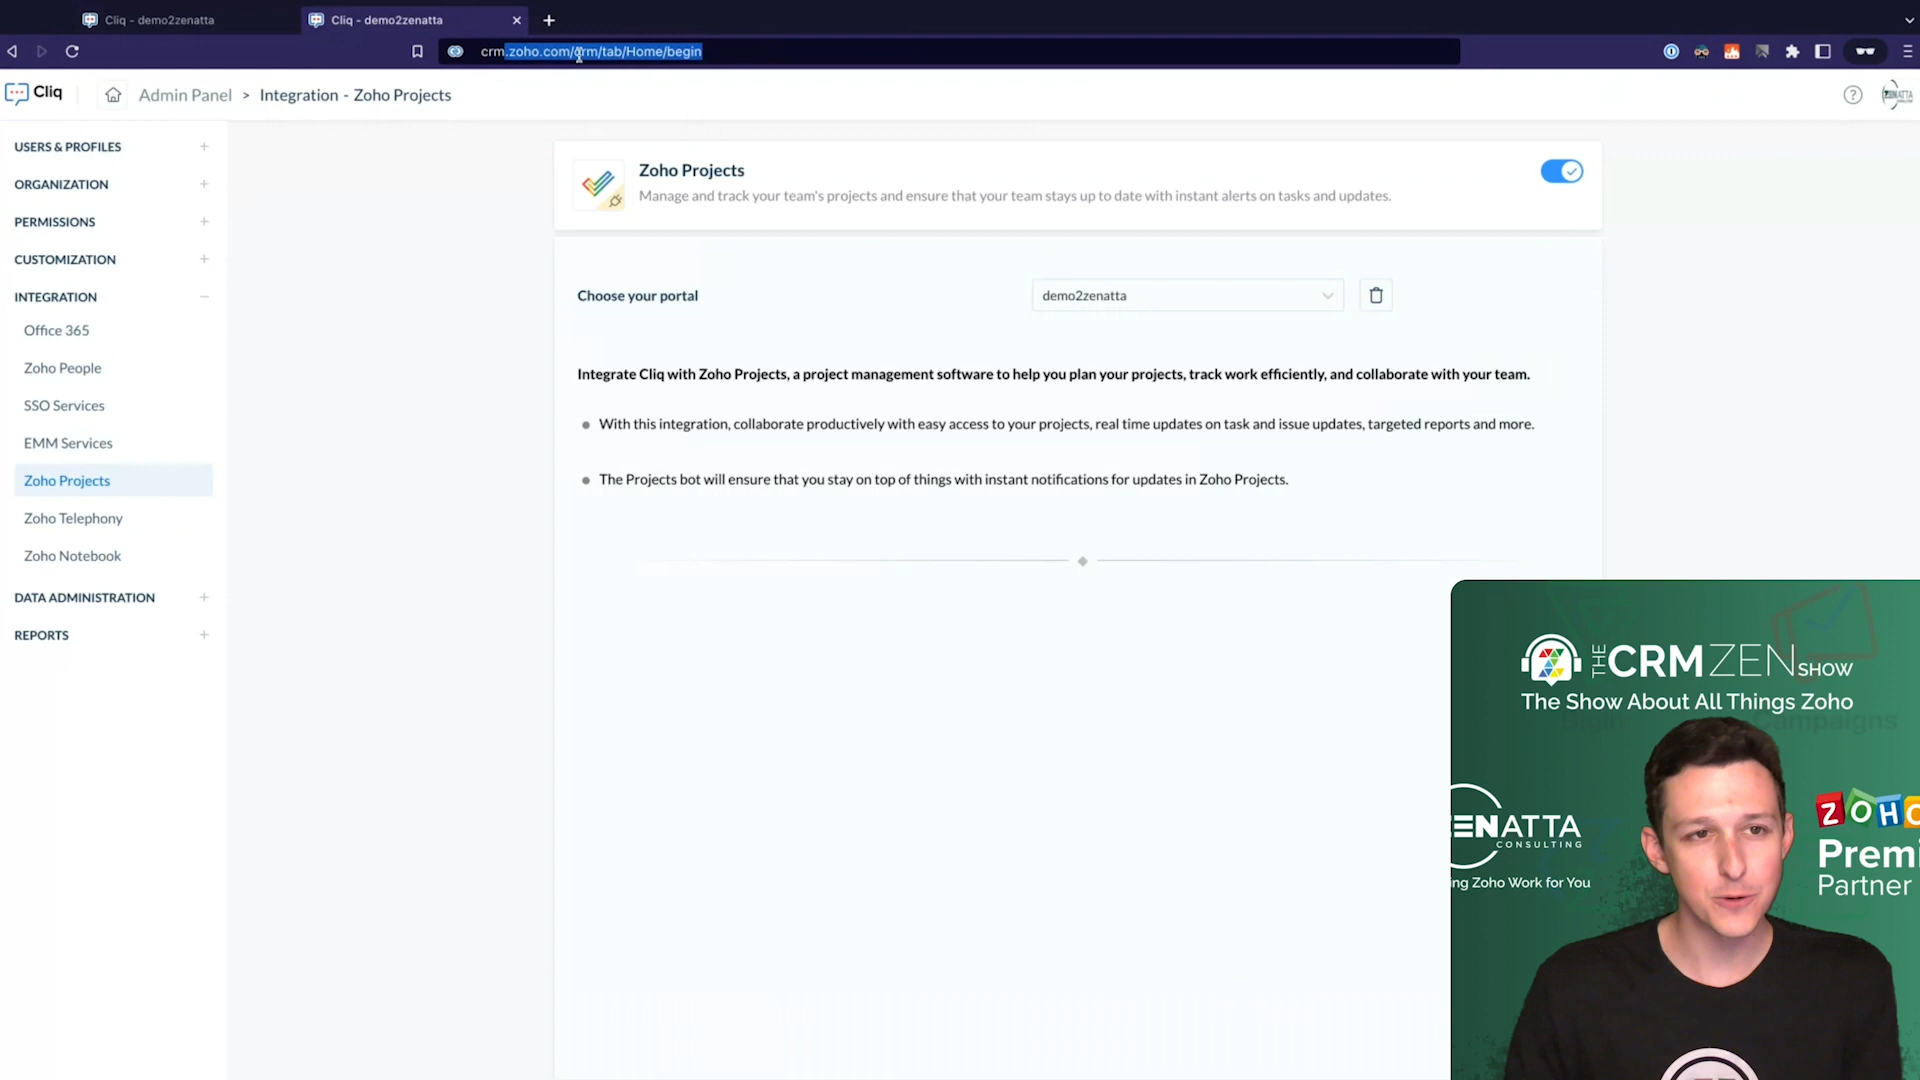 Cliq - demo2zenatta
Cliq - demo2zenatta
crm.zoho.com/crm/tab/Home/begin
Cliq
Admin Panel > Integration - Zoho Projects
ZENATTA
USERS & PROFILES
ORGANIZATION
PERMISSIONS
CUSTOMIZATION
INTEGRATION
Office 365
Zoho People
SSO Services
EMM Services
Zoho Projects
Zoho Telephony
Zoho Notebook
DATA ADMINISTRATION
REPORTS
Zoho Projects
Manage and track your team's projects and ensure that your team stays up to date with instant alerts on tasks and updates.
Choose your portal
demo2zenatta
Integrate Cliq with Zoho Projects, a project management software to help you plan your projects, track work efficiently, and collaborate with your team.
With this integration, collaborate productively with easy access to your projects, real time updates on task and issue updates, targeted reports and more.
The Projects bot will ensure that you stay on top of things with instant notifications for updates in Zoho Projects.
THE CRM ZEN SHOW
The Show About All Things Zoho
Campaigns
ENATTA
CONSULTING
ing Zoho Work for You
ZOHO
Premi
Partner